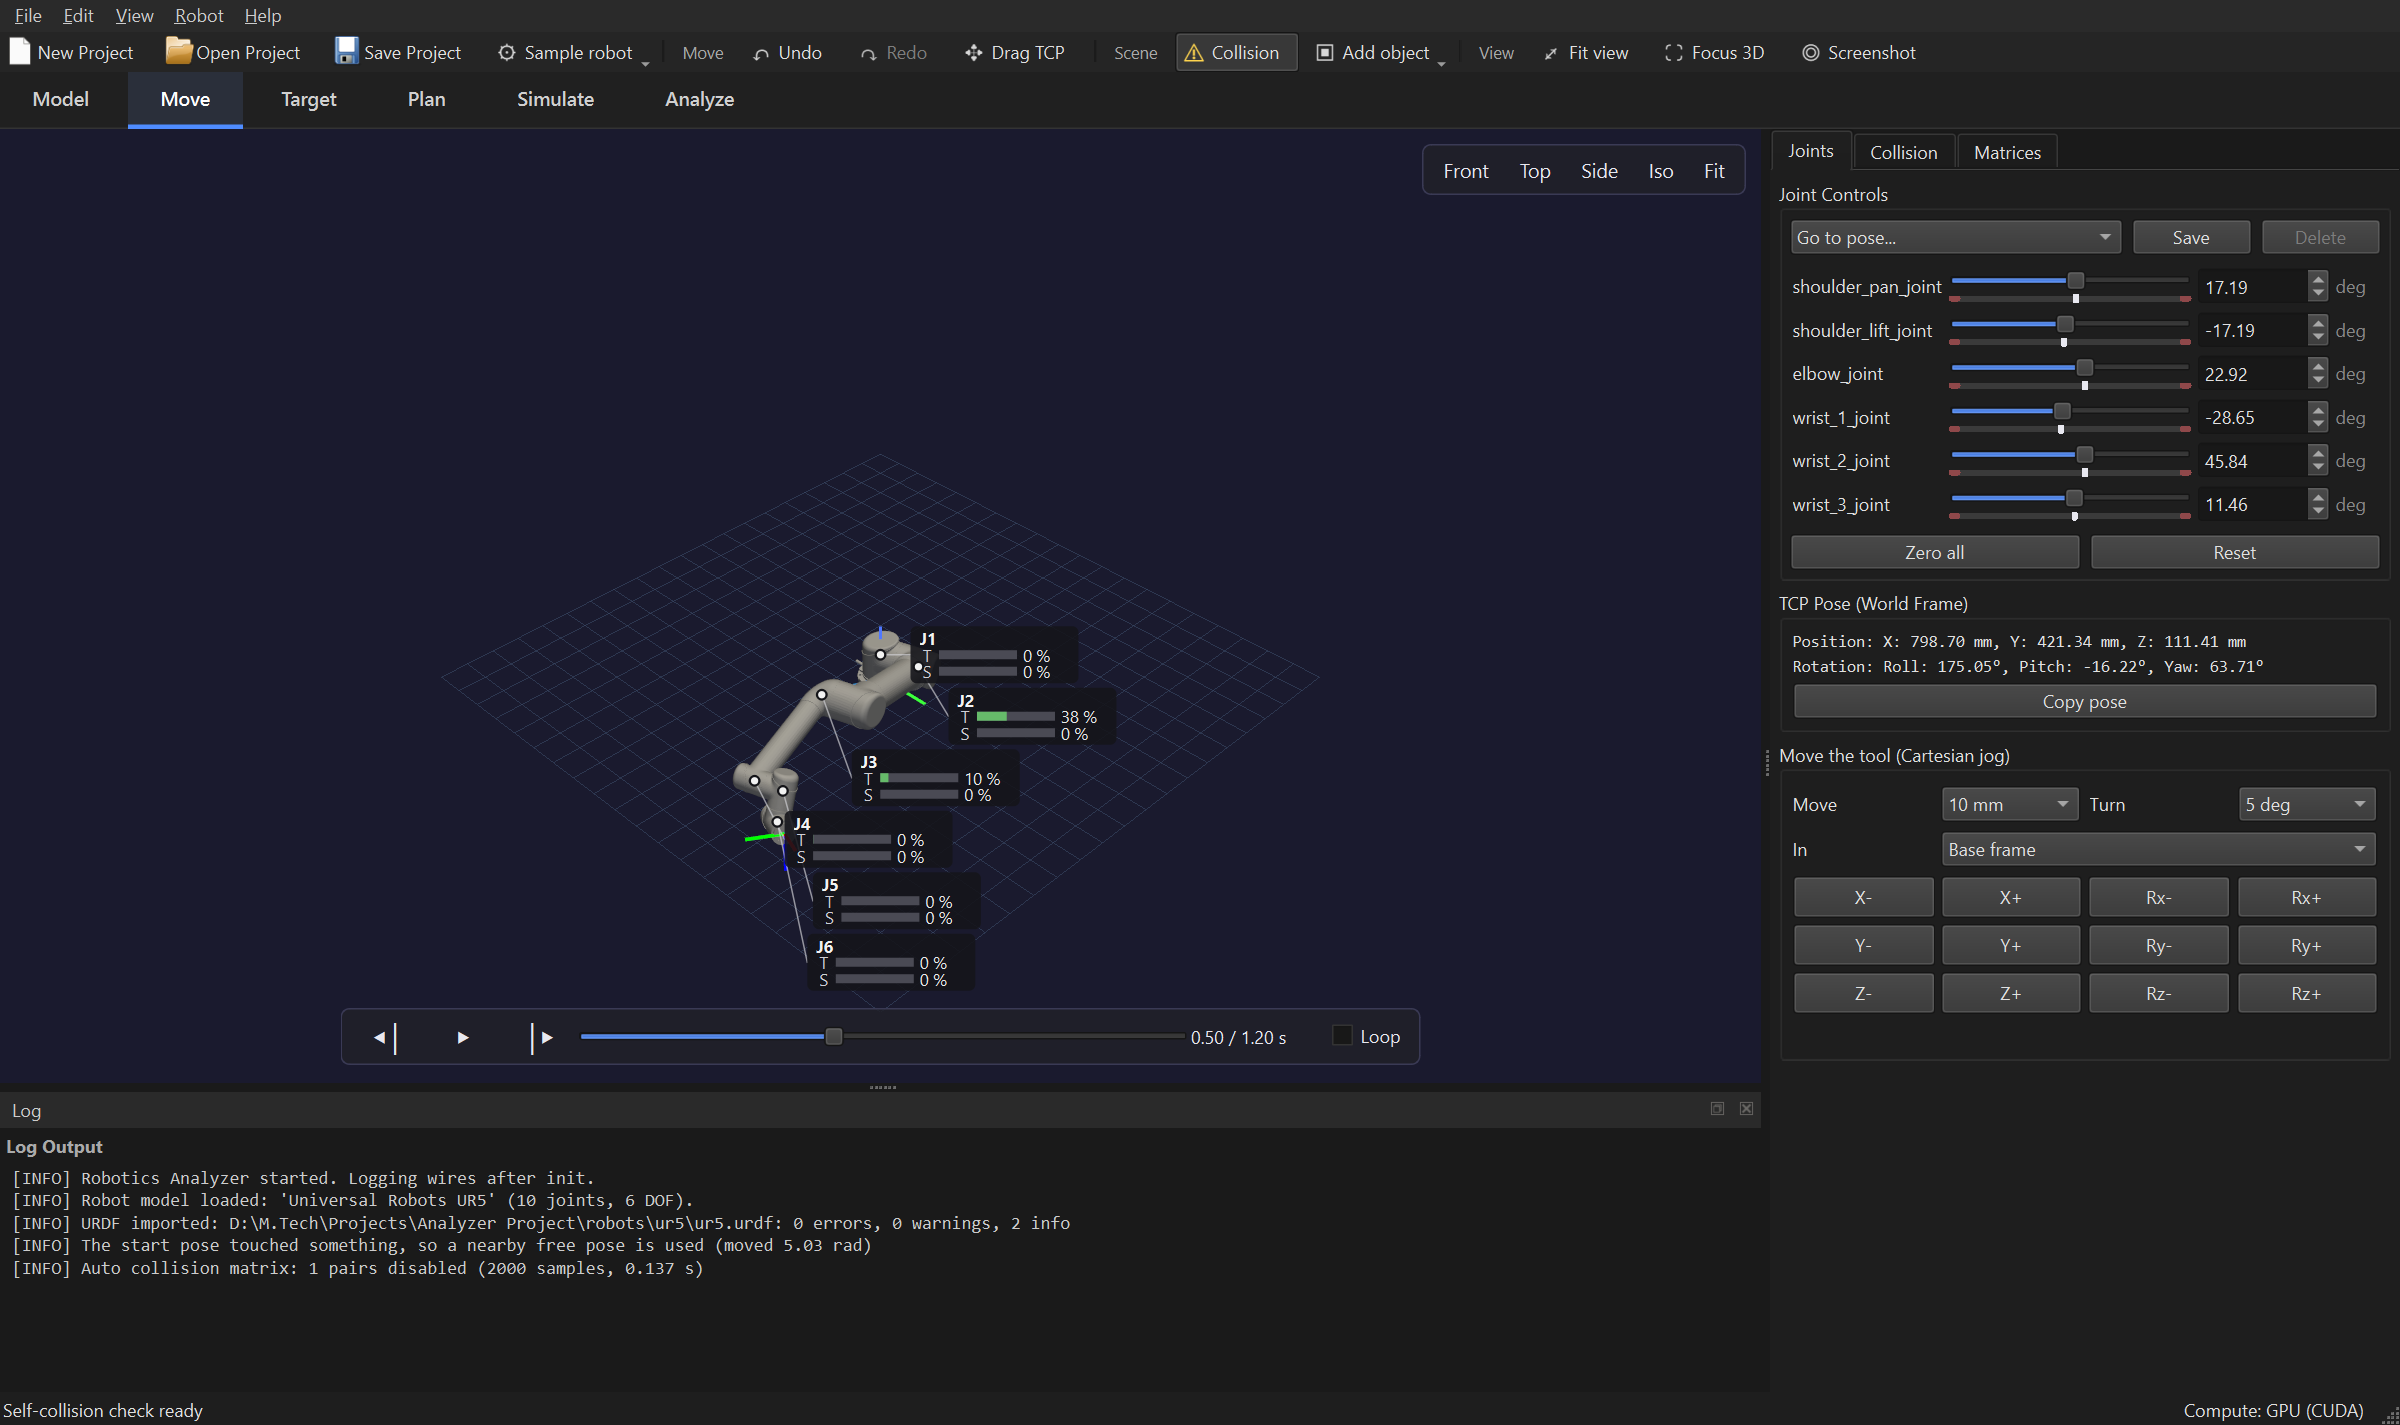 File Edit View Robot Help
New Project Open Project Save Project Sample robot Move Undo Redo Drag TCP Scene Collision Add object View Fit view Focus 3D Screenshot
Model Move Target Plan Simulate Analyze
Front Top Side Iso Fit
J1
T 0 %
S 0 %
J2
T 38 %
S 0 %
J3
T 10 %
S 0 %
J4
T 0 %
S 0 %
J5
T 0 %
S 0 %
J6
T 0 %
S 0 %
0.50 / 1.20 s Loop
Joints Collision Matrices
Joint Controls
Go to pose... Save Delete
shoulder_pan_joint 17.19 deg
shoulder_lift_joint -17.19 deg
elbow_joint 22.92 deg
wrist_1_joint -28.65 deg
wrist_2_joint 45.84 deg
wrist_3_joint 11.46 deg
Zero all Reset
TCP Pose (World Frame)
Position: X: 798.70 mm, Y: 421.34 mm, Z: 111.41 mm
Rotation: Roll: 175.05°, Pitch: -16.22°, Yaw: 63.71°
Copy pose
Move the tool (Cartesian jog)
Move 10 mm Turn 5 deg
In Base frame
X- X+ Rx- Rx+
Y- Y+ Ry- Ry+
Z- Z+ Rz- Rz+
Log
Log Output
[INFO] Robotics Analyzer started. Logging wires after init.
[INFO] Robot model loaded: 'Universal Robots UR5' (10 joints, 6 DOF).
[INFO] URDF imported: D:\M.Tech\Projects\Analyzer Project\robots\ur5\ur5.urdf: 0 errors, 0 warnings, 2 info
[INFO] The start pose touched something, so a nearby free pose is used (moved 5.03 rad)
[INFO] Auto collision matrix: 1 pairs disabled (2000 samples, 0.137 s)
Self-collision check ready
Compute: GPU (CUDA)